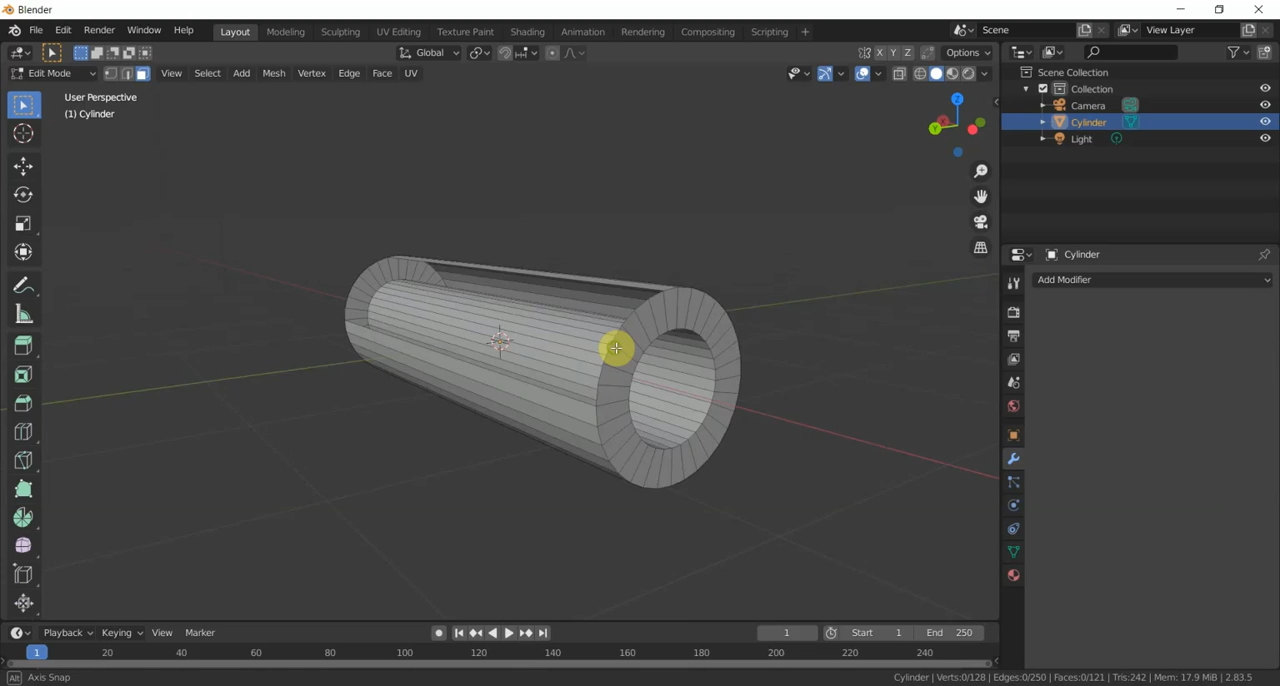 Blender
File Edit Render Window Help Layout Modeling Sculpting UV Editing Texture Paint Shading Animation Rendering Compositing Scripting + Scene View Layer
Global X Y Z Options
Edit Mode View Select Add Mesh Vertex Edge Face UV
User Perspective
(1) Cylinder
Z
Y
Scene Collection
Collection
Camera
Cylinder
Light
Cylinder
Add Modifier
Playback Keying View Marker 1 Start 1 End 250
1 20 40 60 80 100 120 140 160 180 200 220 240
Alt Axis Snap Cylinder | Verts:0/128 | Edges:0/250 | Faces:0/121 | Tris:242 | Mem: 17.9 MiB | 2.83.5